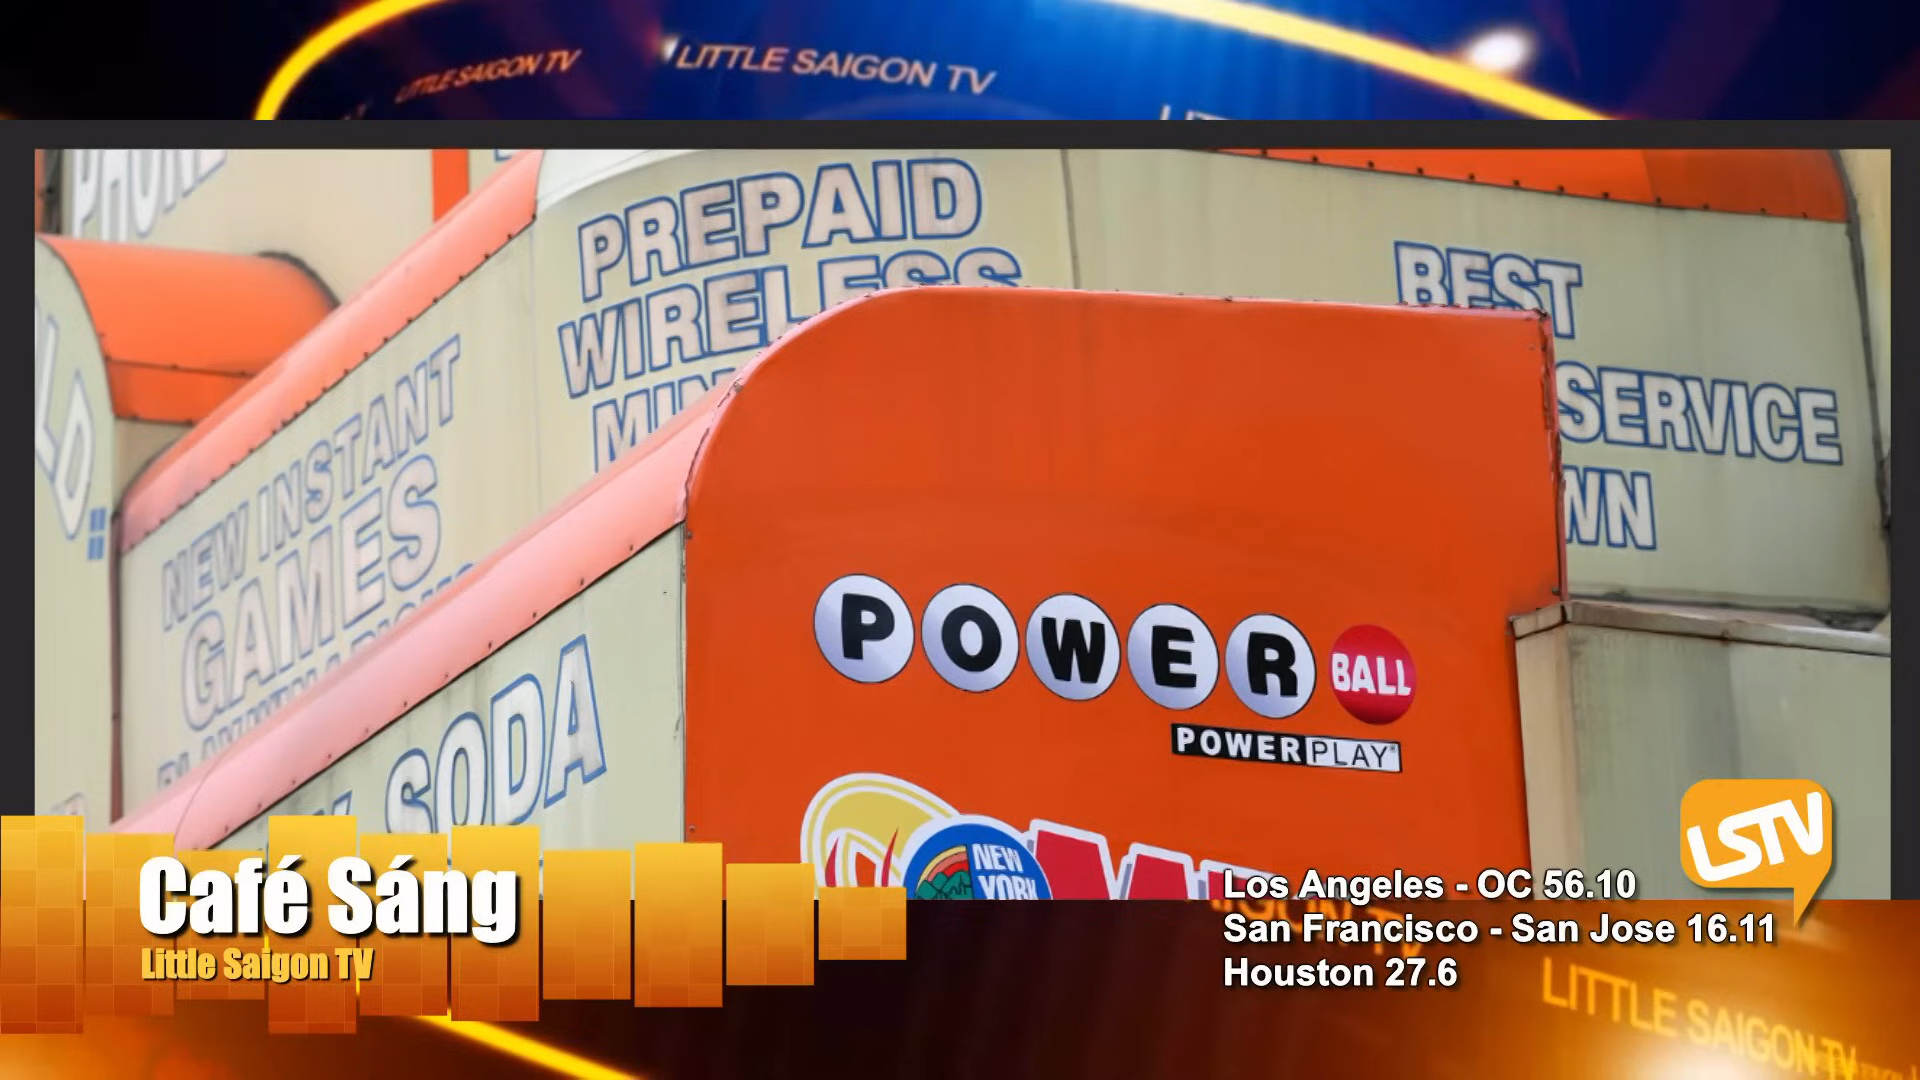 LITTLE SAIGON TV
LITTLE SAIGON TV
PHONE
PREPAID
WIRELESS
BEST
SERVICE
NEW INSTANT
GAMES
SODA
POWER BALL
POWERPLAY®
NEW
YORK
LSTV
Café Sáng
Little Saigon TV
Los Angeles - OC 56.10
San Francisco - San Jose 16.11
Houston 27.6
LITTLE SAIGON TV